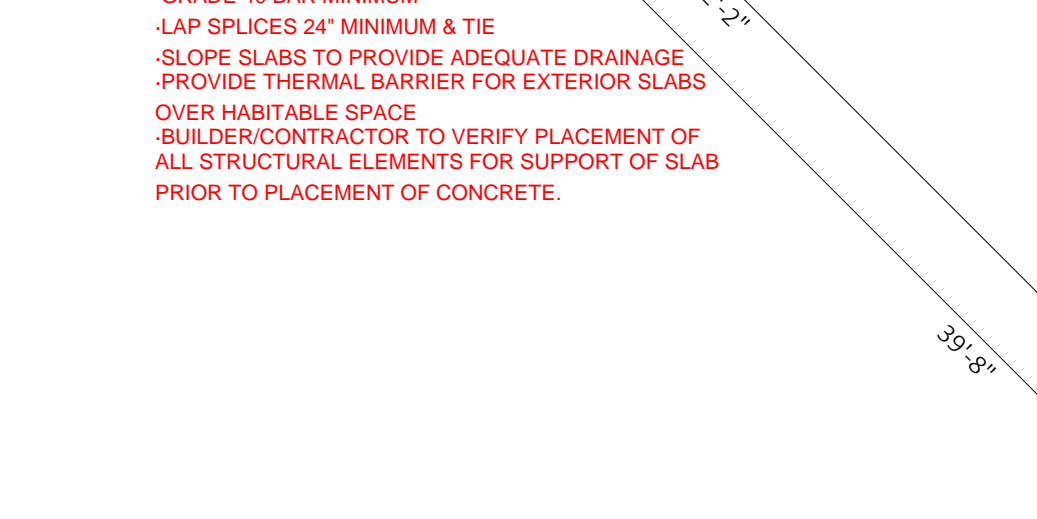 BAR MINIMUM
·LAP SPLICES 24" MINIMUM & TIE
·SLOPE SLABS TO PROVIDE ADEQUATE DRAINAGE
·PROVIDE THERMAL BARRIER FOR EXTERIOR SLABS
OVER HABITABLE SPACE
·BUILDER/CONTRACTOR TO VERIFY PLACEMENT OF
ALL STRUCTURAL ELEMENTS FOR SUPPORT OF SLAB
PRIOR TO PLACEMENT OF CONCRETE.
39'-8"